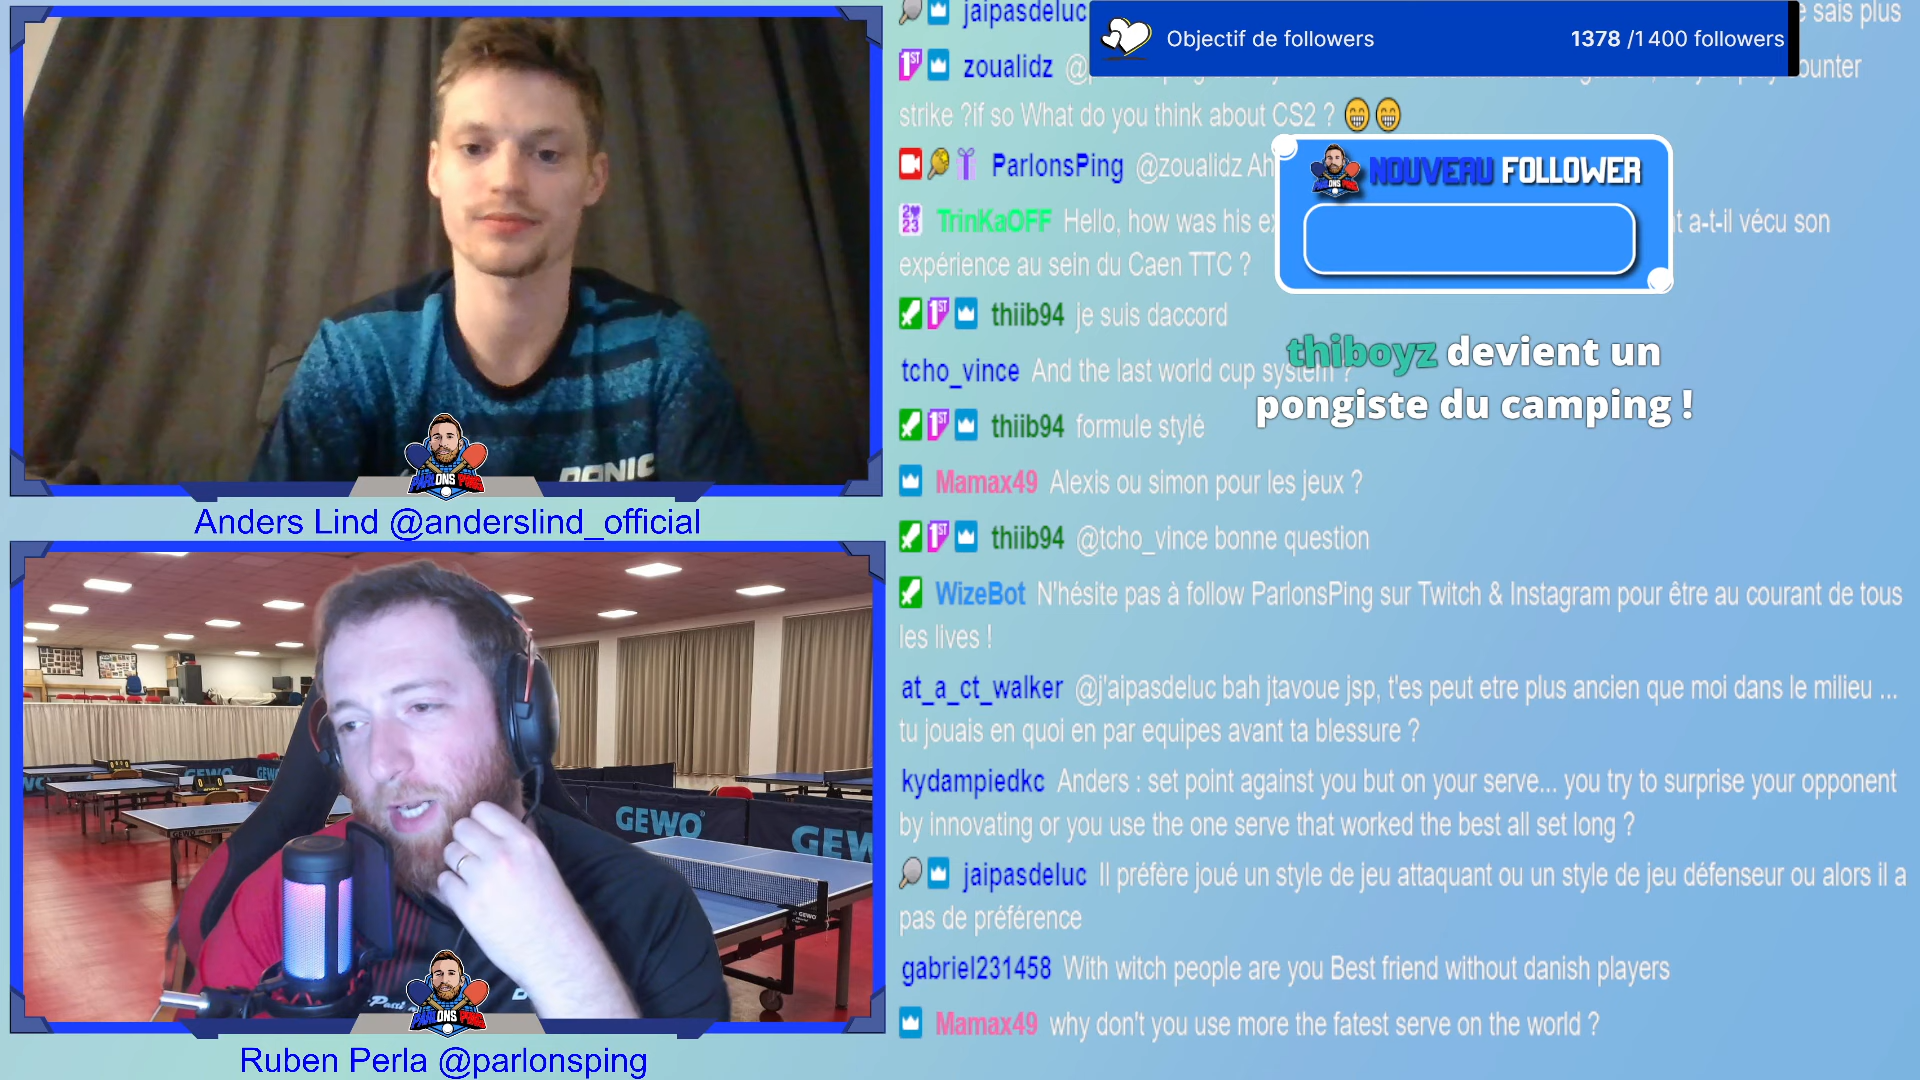 jaipasdeluc
e sais plus
Objectif de followers 1378 /1400 followers
zoualidz @
ounter
strike ?if so What do you think about CS2 ?
ParlonsPing @zoualidz Ah
NOUVEAU FOLLOWER
TrinKaOFF Hello, how was his ex
t a-t-il vécu son
expérience au sein du Caen TTC ?
thiib94 je suis daccord
thiboyz devient un
pongiste du camping !
tcho_vince And the last world cup system ?
thiib94 formule stylé
Mamax49 Alexis ou simon pour les jeux ?
thiib94 @tcho_vince bonne question
WizeBot N'hésite pas à follow ParlonsPing sur Twitch & Instagram pour être au courant de tous
les lives !
at_a_ct_walker @j'aipasdeluc bah jtavoue jsp, t'es peut etre plus ancien que moi dans le milieu ...
tu jouais en quoi en par equipes avant ta blessure ?
kydampiedkc Anders : set point against you but on your serve... you try to surprise your opponent
by innovating or you use the one serve that worked the best all set long ?
jaipasdeluc Il préfère joué un style de jeu attaquant ou un style de jeu défenseur ou alors il a
pas de préférence
gabriel231458 With witch people are you Best friend without danish players
Mamax49 why don't you use more the fatest serve on the world ?
DONIC
PARLONS PING
Anders Lind @anderslind_official
GEWO
GEWO
GEWO
GEW
GEWO
PARLONS PING
Ruben Perla @parlonsping